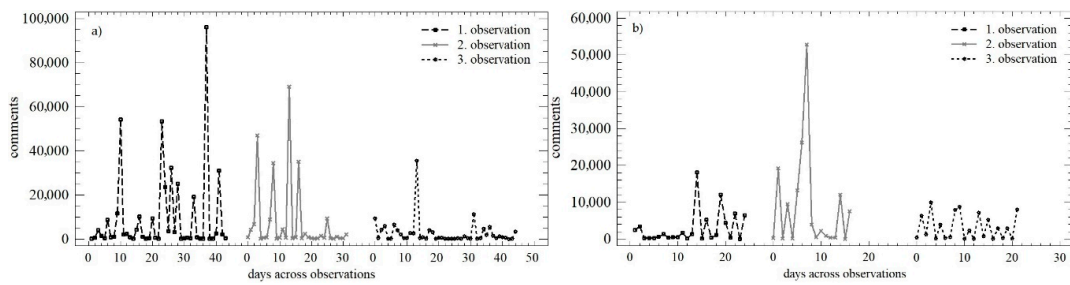 a)
1. observation
2. observation
3. observation
100,000
80,000
60,000
40,000
20,000
0
comments
0 10 20 30 40 0 10 20 30 0 10 20 30 40 50
days across observations
b)
1. observation
2. observation
3. observation
60,000
50,000
40,000
30,000
20,000
10,000
0
comments
0 10 20 0 10 20 0 10 20 30
days across observations